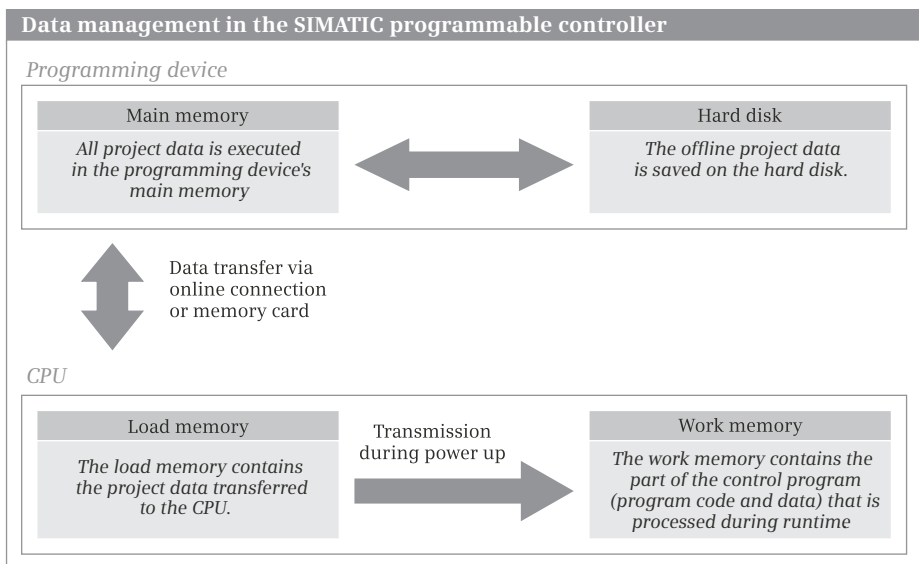 Data management in the SIMATIC programmable controller
Programming device
Main memory
All project data is executed
in the programming device's
main memory
Hard disk
The offline project data
is saved on the hard disk.
Data transfer via
online connection
or memory card
CPU
Load memory
The load memory contains
the project data transferred
to the CPU.
Transmission
during power up
Work memory
The work memory contains the
part of the control program
(program code and data) that is
processed during runtime